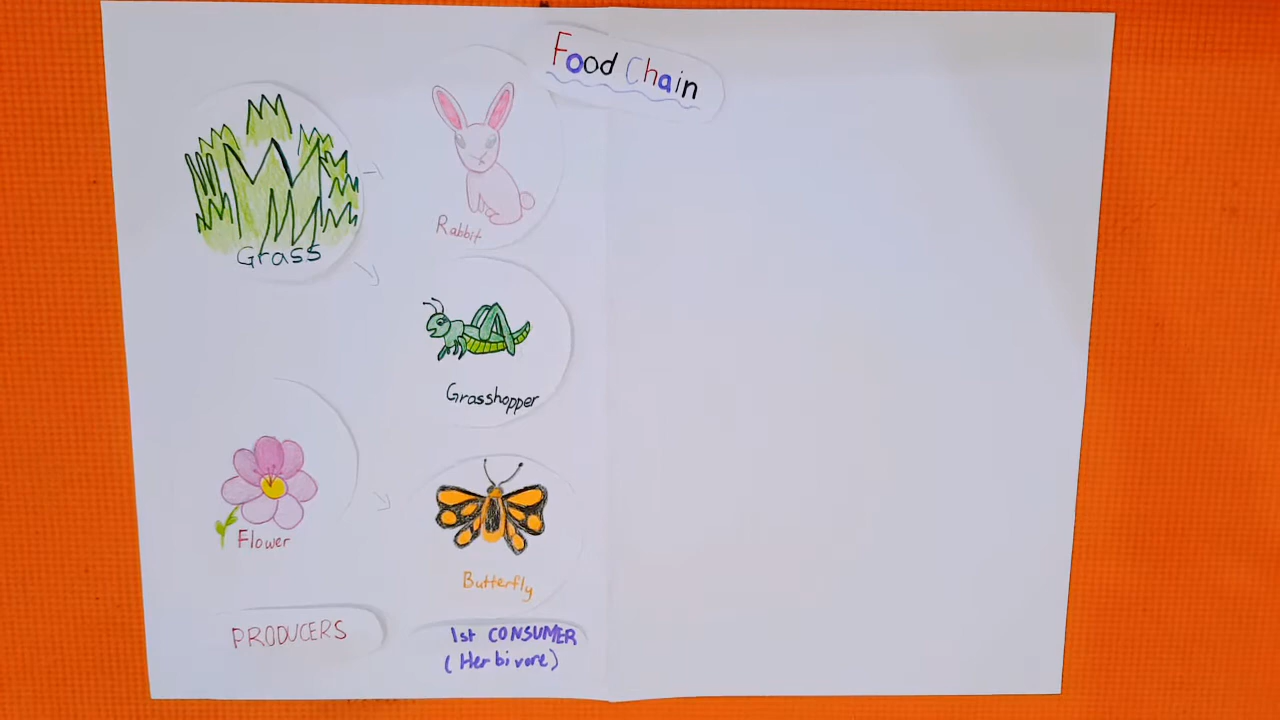 Food Chain
Grass
Rabbit
Grasshopper
Flower
Butterfly
PRODUCERS
1st CONSUMER
(Herbivore)